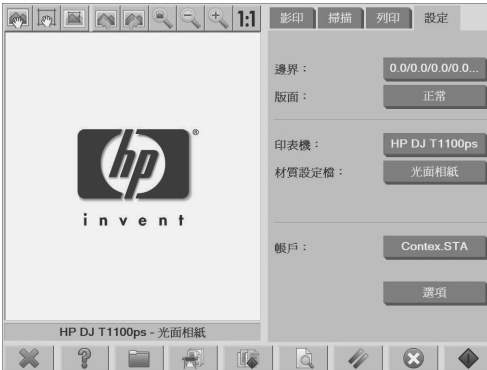 1:1
影印 掃描 列印 設定
邊界： 0.0/0.0/0.0/0.0...
版面： 正常
印表機： HP DJ T1100ps
材質設定檔： 光面相紙
帳戶： Contex.STA
選項
hp ®
invent
HP DJ T1100ps - 光面相紙